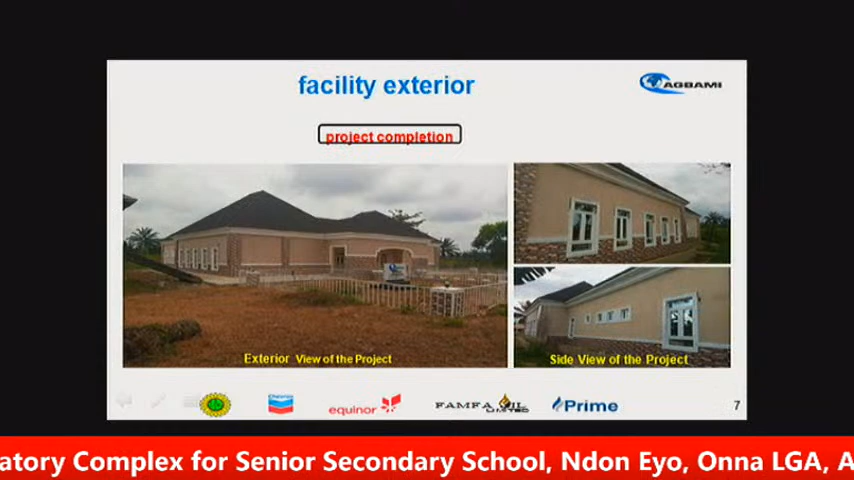 facility exterior
AGBAMI
project completion
Exterior View of the Project
Side View of the Project
Chevron
equinor
FAMFA OIL
LIMITED
Prime
7
atory Complex for Senior Secondary School, Ndon Eyo, Onna LGA, A